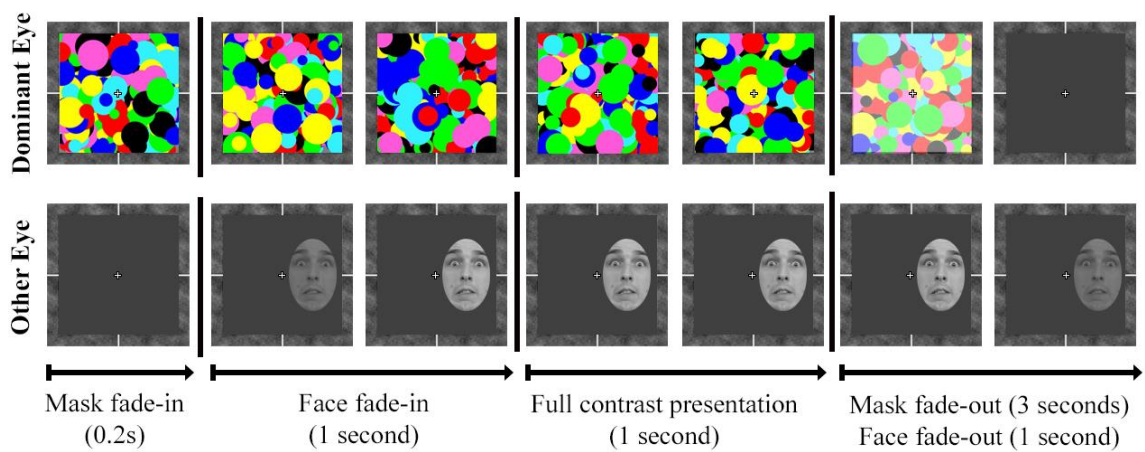 Dominant Eye
Other Eye
Mask fade-in
(0.2s)
Face fade-in
(1 second)
Full contrast presentation
(1 second)
Mask fade-out (3 seconds)
Face fade-out (1 second)